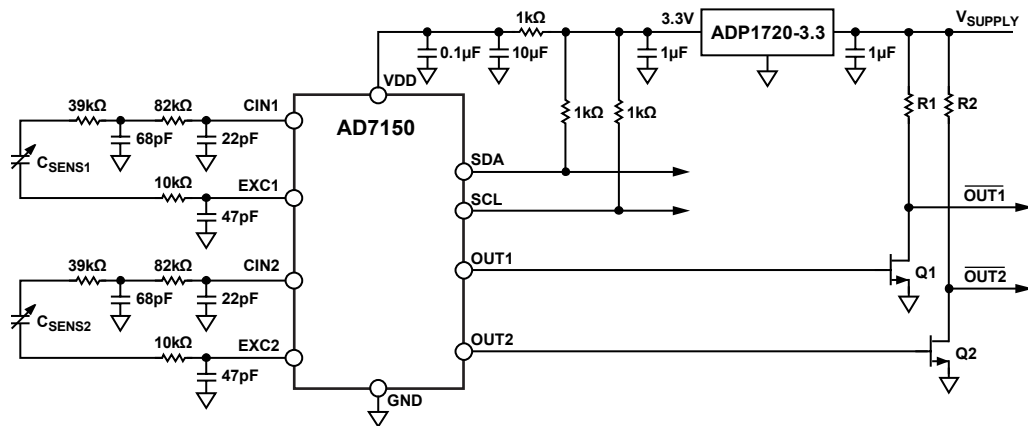 1kΩ
3.3V
ADP1720-3.3
VSUPPLY
0.1µF
10µF
1µF
1µF
VDD
39kΩ
82kΩ
CIN1
AD7150
1kΩ
1kΩ
R1
R2
68pF
22pF
CSENS1
SDA
10kΩ
EXC1
SCL
OUT1
47pF
39kΩ
82kΩ
CIN2
OUT1
Q1
OUT2
68pF
22pF
CSENS2
10kΩ
EXC2
OUT2
Q2
47pF
GND